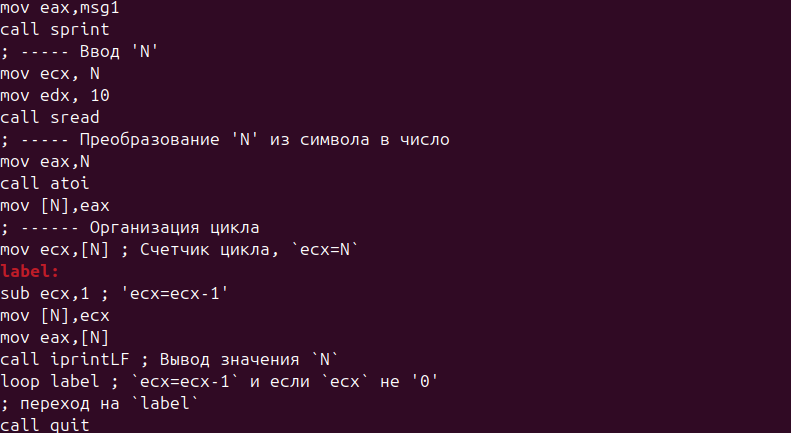 mov eax,msg1
call sprint
; ----- Ввод 'N'
mov ecx, N
mov edx, 10
call sread
; ----- Преобразование 'N' из символа в число
mov eax,N
call atoi
mov [N],eax
; ------ Организация цикла
mov ecx,[N] ; Счетчик цикла, `ecx=N`
label:
sub ecx,1 ; 'ecx=ecx-1'
mov [N],ecx
mov eax,[N]
call iprintLF ; Вывод значения `N`
loop label ; `ecx=ecx-1` и если `ecx` не '0'
; переход на `label`
call quit